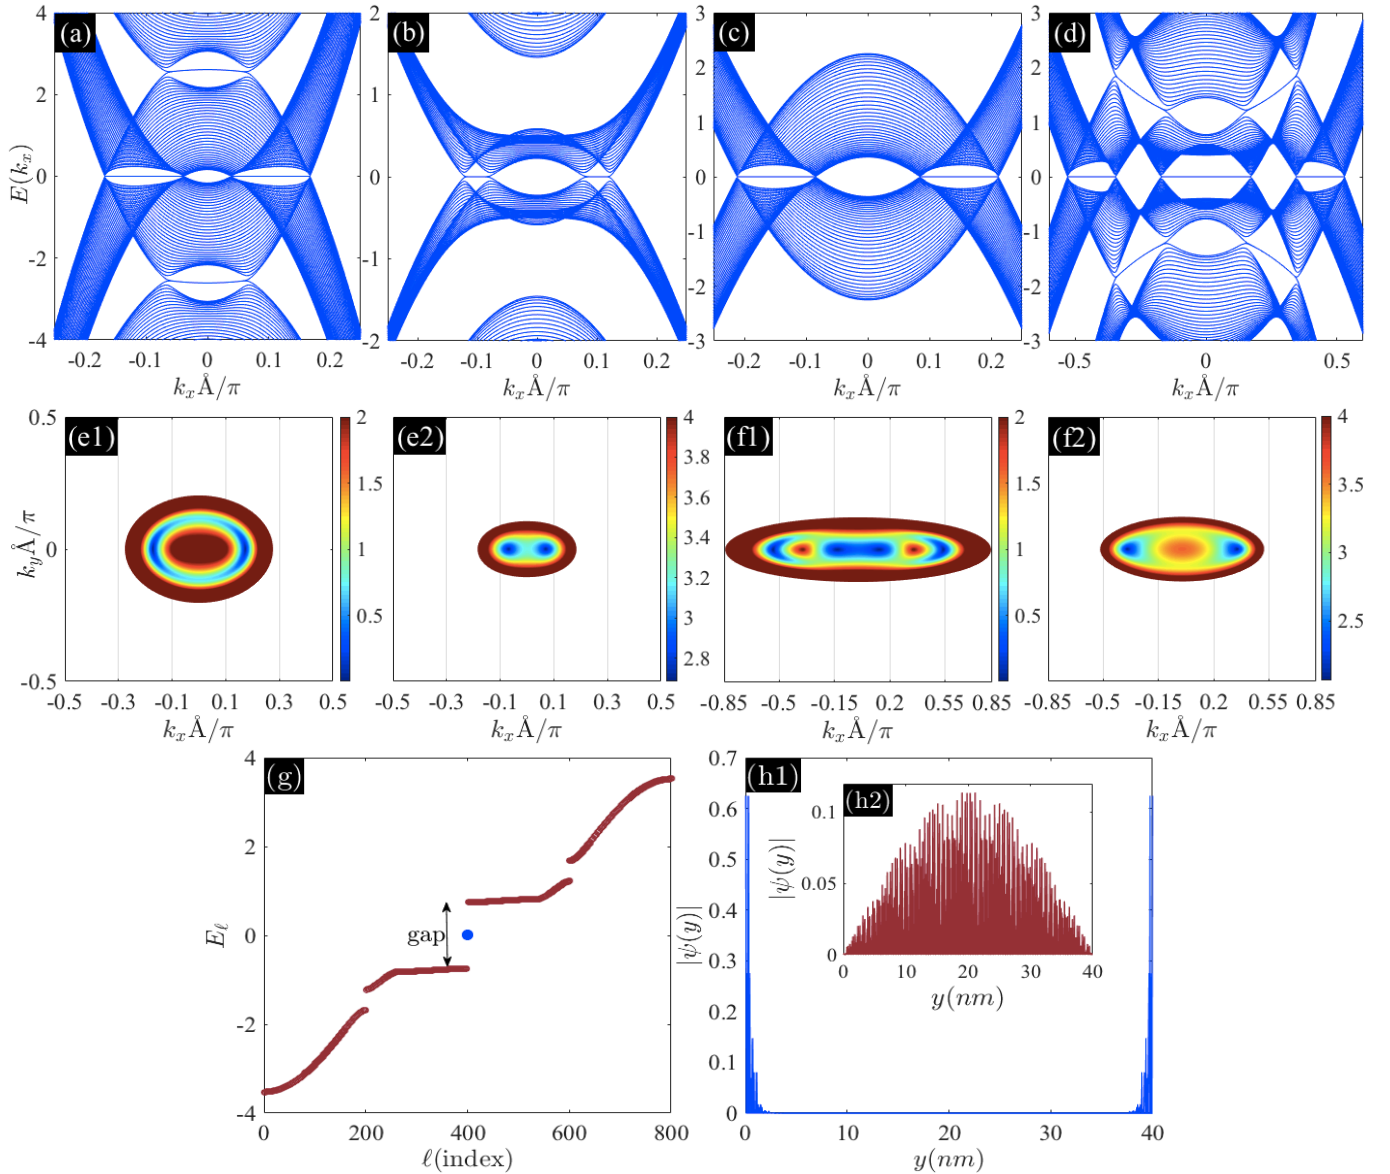 (a) (b) (c) (d)
4 2 3 3
2 1 2 2
1 1
0 0 0 0
-1 -1
-2 -1 -2 -2
-4 -2 -3 -3
E(kₓ)
-0.2 -0.1 0 0.1 0.2 -0.2 -0.1 0 0.1 0.2 -0.2 -0.1 0 0.1 0.2 -0.5 0 0.5
kₓÅ/π kₓÅ/π kₓÅ/π kₓÅ/π
(e1) (e2) (f1) (f2)
0.5 0 -0.5
k_yÅ/π
2 1.5 1 0.5
4 3.8 3.6 3.4 3.2 3 2.8
2 1.5 1 0.5
4 3.5 3 2.5
-0.5 -0.3 -0.1 0.1 0.3 0.5 -0.5 -0.3 -0.1 0.1 0.3 0.5 -0.85 -0.5 -0.15 0.2 0.55 0.85 -0.85 -0.5 -0.15 0.2 0.55 0.85
kₓÅ/π kₓÅ/π kₓÅ/π kₓÅ/π
(g)
4
2
0
-2
-4
E_ℓ
gap
0 200 400 600 800
ℓ(index)
(h1)
0.7
0.6
0.5
0.4
0.3
0.2
0.1
0
|ψ(y)|
0 10 20 30 40
y(nm)
(h2)
0.1
0.05
0
|ψ(y)|
0 10 20 30 40
y(nm)